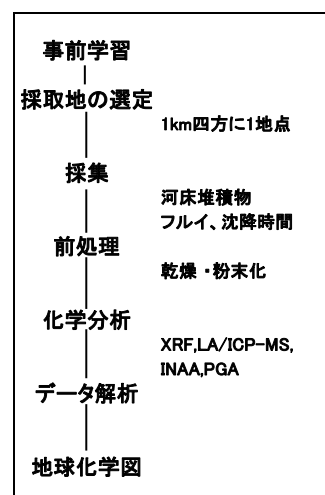 事前学習
採取地の選定
1km四方に1地点
採集
河床堆積物
フルイ、沈降時間
前処理
乾燥・粉末化
化学分析
XRF,LA/ICP-MS,
INAA,PGA
データ解析
地球化学図